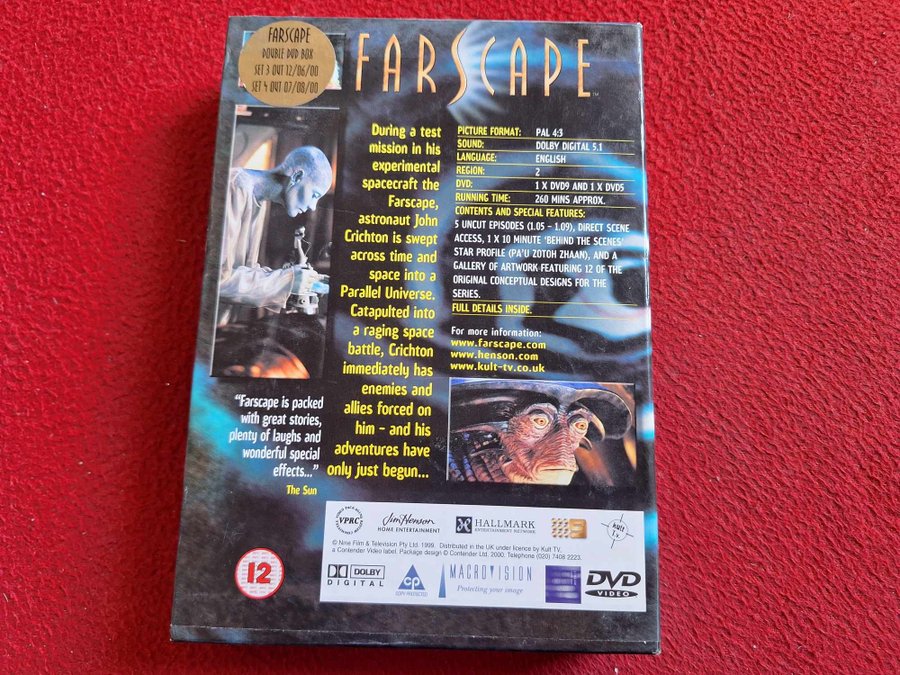 FARSCAPE
DOUBLE DVD BOX
SET 3 OUT 12/06/00
SET 4 OUT 07/08/00
FARSCAPE™
During a test
mission in his
experimental
spacecraft the
Farscape,
astronaut John
Crichton is swept
across time and
space into a
Parallel Universe.
Catapulted into
a raging space
battle, Crichton
immediately has
enemies and
allies forced on
him - and his
adventures have
only just begun...
PICTURE FORMAT: PAL 4:3
SOUND: DOLBY DIGITAL 5.1
LANGUAGE: ENGLISH
REGION: 2
DVD: 1 X DVD9 AND 1 X DVD5
RUNNING TIME: 260 MINS APPROX.
CONTENTS AND SPECIAL FEATURES:
5 UNCUT EPISODES (1.05 - 1.09), DIRECT SCENE
ACCESS, 1 X 10 MINUTE 'BEHIND THE SCENES'
STAR PROFILE (PA'U ZOTOH ZHAAN), AND A
GALLERY OF ARTWORK FEATURING 12 OF THE
ORIGINAL CONCEPTUAL DESIGNS FOR THE
SERIES.
FULL DETAILS INSIDE.
For more information:
www.farscape.com
www.henson.com
www.kult-tv.co.uk
"Farscape is packed
with great stories,
plenty of laughs and
wonderful special
effects..."
The Sun
VPRC
Jim Henson
HOME ENTERTAINMENT
HALLMARK
ENTERTAINMENT NETWORK
kult
t.v.
© Nine Film & Television Pty Ltd. 1999. Distributed in the UK under licence by Kult TV,
a Contender Video label. Package design © Contender Ltd. 2000. Telephone (020) 7408 2223.
12
DOLBY
DIGITAL
CP
COPY PROTECTED
MACROVISION
Protecting your image
DVD
VIDEO